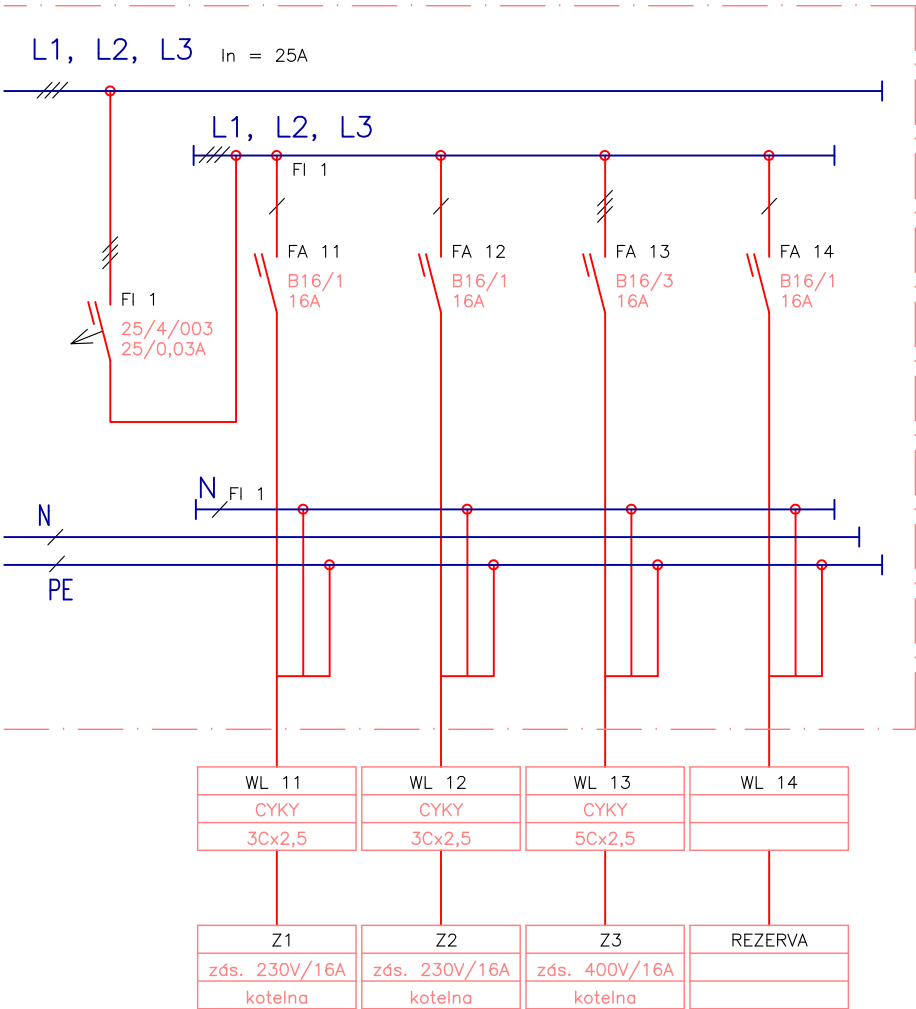 L1, L2, L3 In = 25A
L1, L2, L3
FI 1
FA 11
B16/1
16A
FA 12
B16/1
16A
FA 13
B16/3
16A
FA 14
B16/1
16A
FI 1
25/4/003
25/0,03A
N FI 1
N
PE
WL 11
CYKY
3Cx2,5
WL 12
CYKY
3Cx2,5
WL 13
CYKY
5Cx2,5
WL 14
Z1
zás. 230V/16A
kotelna
Z2
zás. 230V/16A
kotelna
Z3
zás. 400V/16A
kotelna
REZERVA